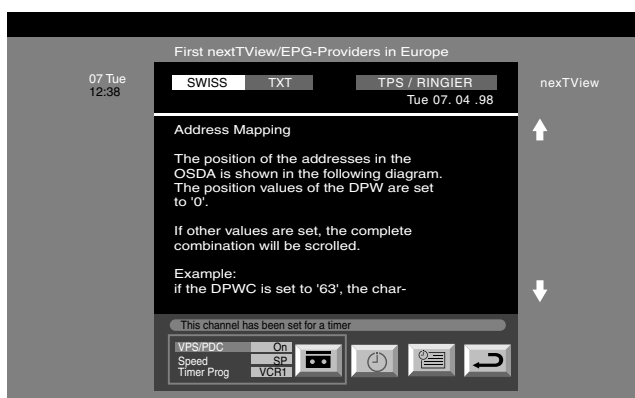 First nextTView/EPG-Providers in Europe
07 Tue
12:38
SWISS TXT TPS / RINGIER
nexTView
Tue 07. 04 .98
Address Mapping
The position of the addresses in the
OSDA is shown in the following diagram.
The position values of the DPW are set
to '0'.
If other values are set, the complete
combination will be scrolled.
Example:
if the DPWC is set to '63', the char-
This channel has been set for a timer
VPS/PDC On
Speed SP
Timer Prog VCR1